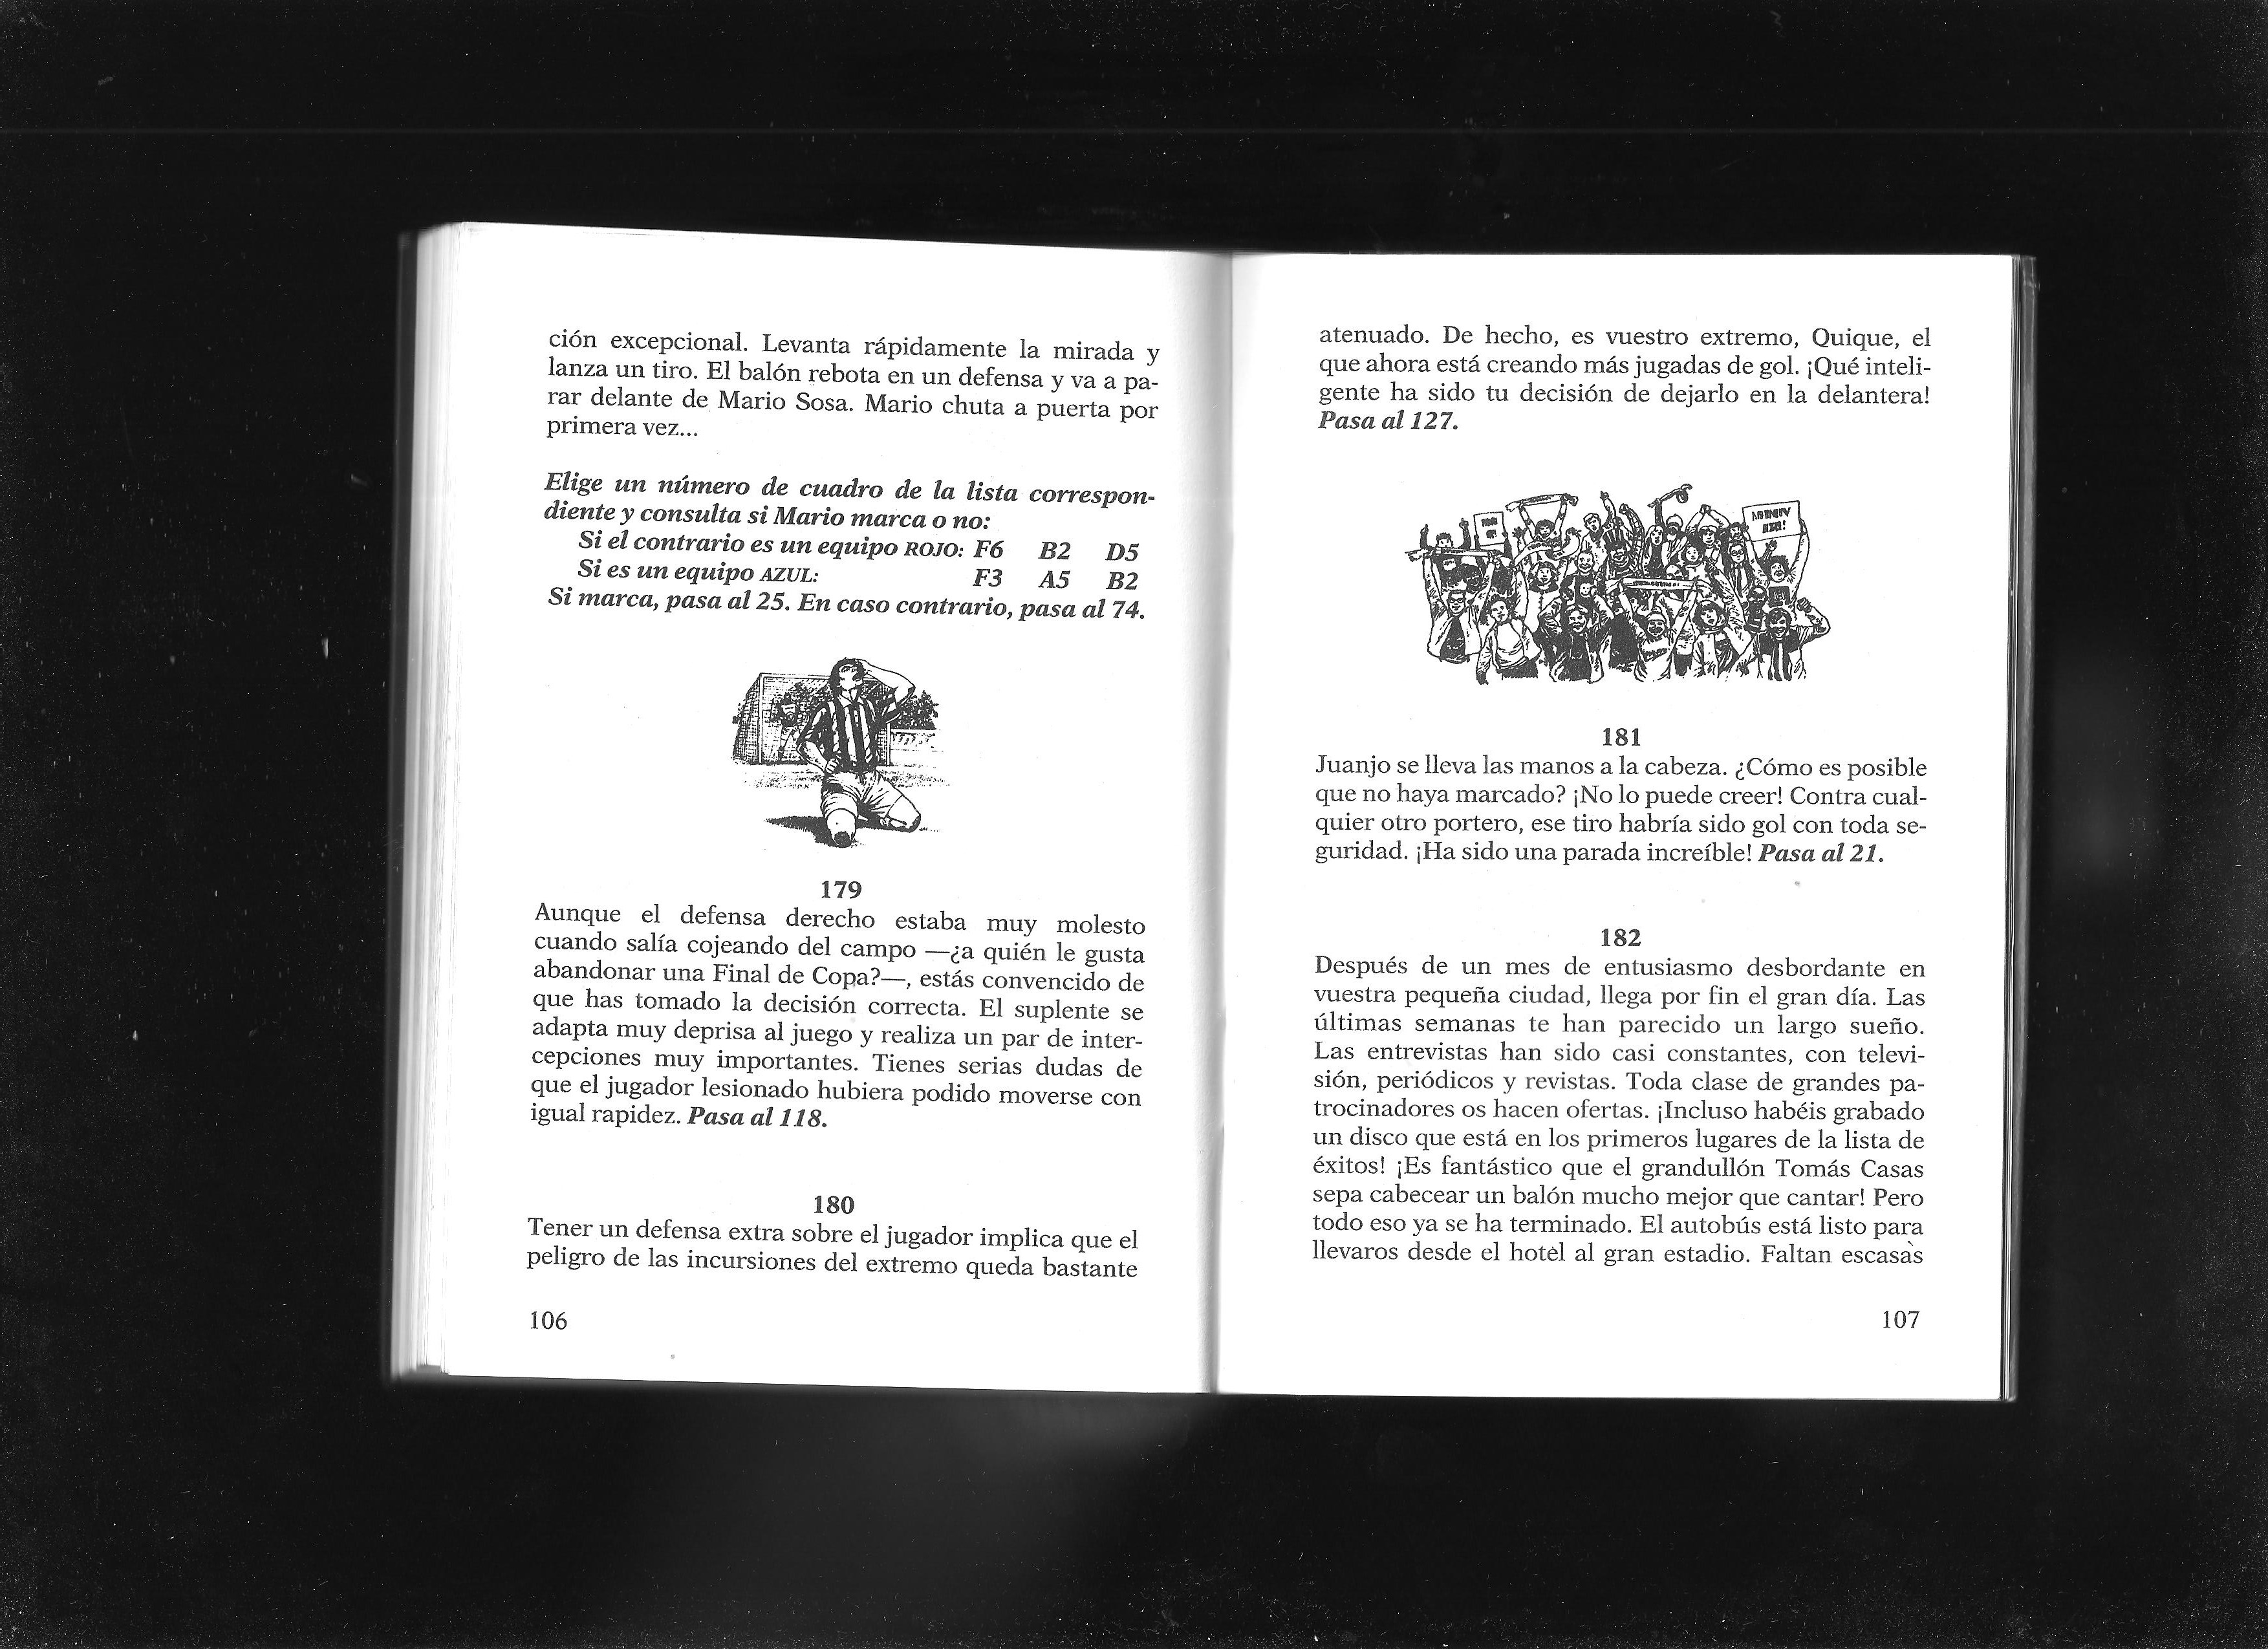 ción excepcional. Levanta rápidamente la mirada y
lanza un tiro. El balón rebota en un defensa y va a pa-
rar delante de Mario Sosa. Mario chuta a puerta por
primera vez...
Elige un número de cuadro de la lista correspon-
diente y consulta si Mario marca o no:
Si el contrario es un equipo ROJO: F6 B2 D5
Si es un equipo AZUL: F3 A5 B2
Si marca, pasa al 25. En caso contrario, pasa al 74.
179
Aunque el defensa derecho estaba muy molesto
cuando salía cojeando del campo —¿a quién le gusta
abandonar una Final de Copa?—, estás convencido de
que has tomado la decisión correcta. El suplente se
adapta muy deprisa al juego y realiza un par de inter-
cepciones muy importantes. Tienes serias dudas de
que el jugador lesionado hubiera podido moverse con
igual rapidez. Pasa al 118.
180
Tener un defensa extra sobre el jugador implica que el
peligro de las incursiones del extremo queda bastante
106
atenuado. De hecho, es vuestro extremo, Quique, el
que ahora está creando más jugadas de gol. ¡Qué inteli-
gente ha sido tu decisión de dejarlo en la delantera!
Pasa al 127.
181
Juanjo se lleva las manos a la cabeza. ¿Cómo es posible
que no haya marcado? ¡No lo puede creer! Contra cual-
quier otro portero, ese tiro habría sido gol con toda se-
guridad. ¡Ha sido una parada increíble! Pasa al 21.
182
Después de un mes de entusiasmo desbordante en
vuestra pequeña ciudad, llega por fin el gran día. Las
últimas semanas te han parecido un largo sueño.
Las entrevistas han sido casi constantes, con televi-
sión, periódicos y revistas. Toda clase de grandes pa-
trocinadores os hacen ofertas. ¡Incluso habéis grabado
un disco que está en los primeros lugares de la lista de
éxitos! ¡Es fantástico que el grandullón Tomás Casas
sepa cabecear un balón mucho mejor que cantar! Pero
todo eso ya se ha terminado. El autobús está listo para
llevaros desde el hotel al gran estadio. Faltan escasas
107